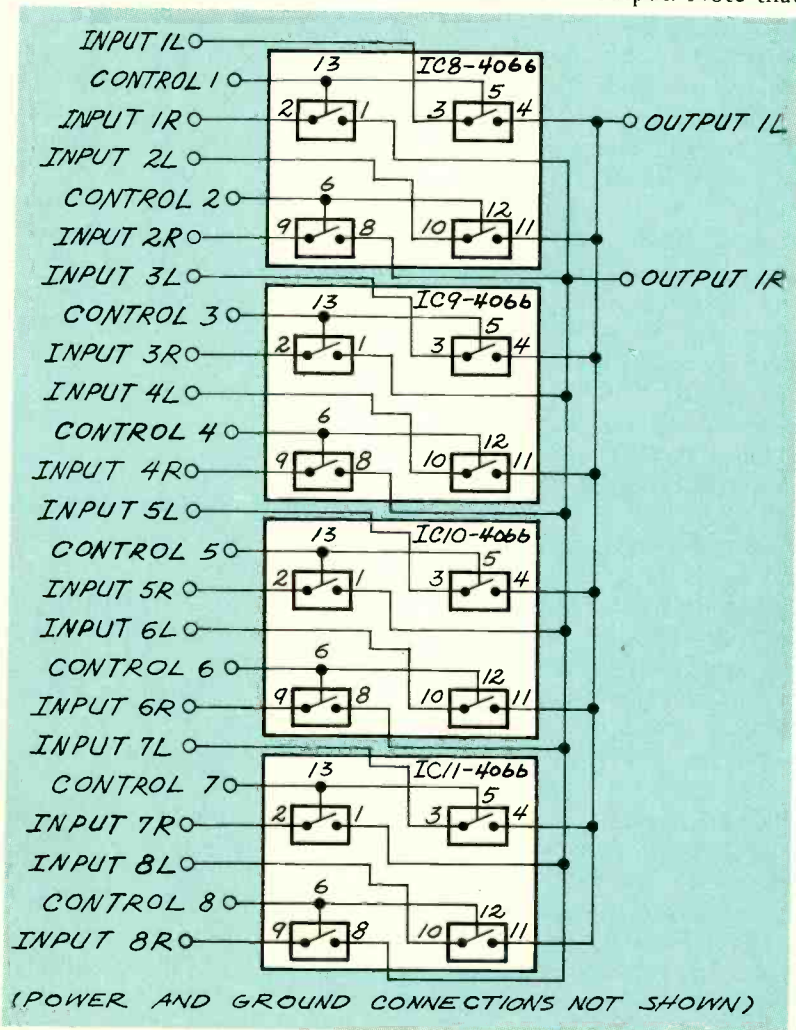 Note that
INPUT 1L
CONTROL 1
13
IC8-4066
5
INPUT 1R
2
1
3
4
OUTPUT 1L
INPUT 2L
CONTROL 2
6
12
INPUT 2R
9
8
10
11
INPUT 3L
OUTPUT 1R
CONTROL 3
13
IC9-4066
5
INPUT 3R
2
1
3
4
INPUT 4L
CONTROL 4
6
12
INPUT 4R
9
8
10
11
INPUT 5L
CONTROL 5
13
IC10-4066
5
INPUT 5R
2
1
3
4
INPUT 6L
CONTROL 6
6
12
INPUT 6R
9
8
10
11
INPUT 7L
CONTROL 7
13
IC11-4066
5
INPUT 7R
2
1
3
4
INPUT 8L
CONTROL 8
6
12
INPUT 8R
9
8
10
11
(POWER AND GROUND CONNECTIONS NOT SHOWN)